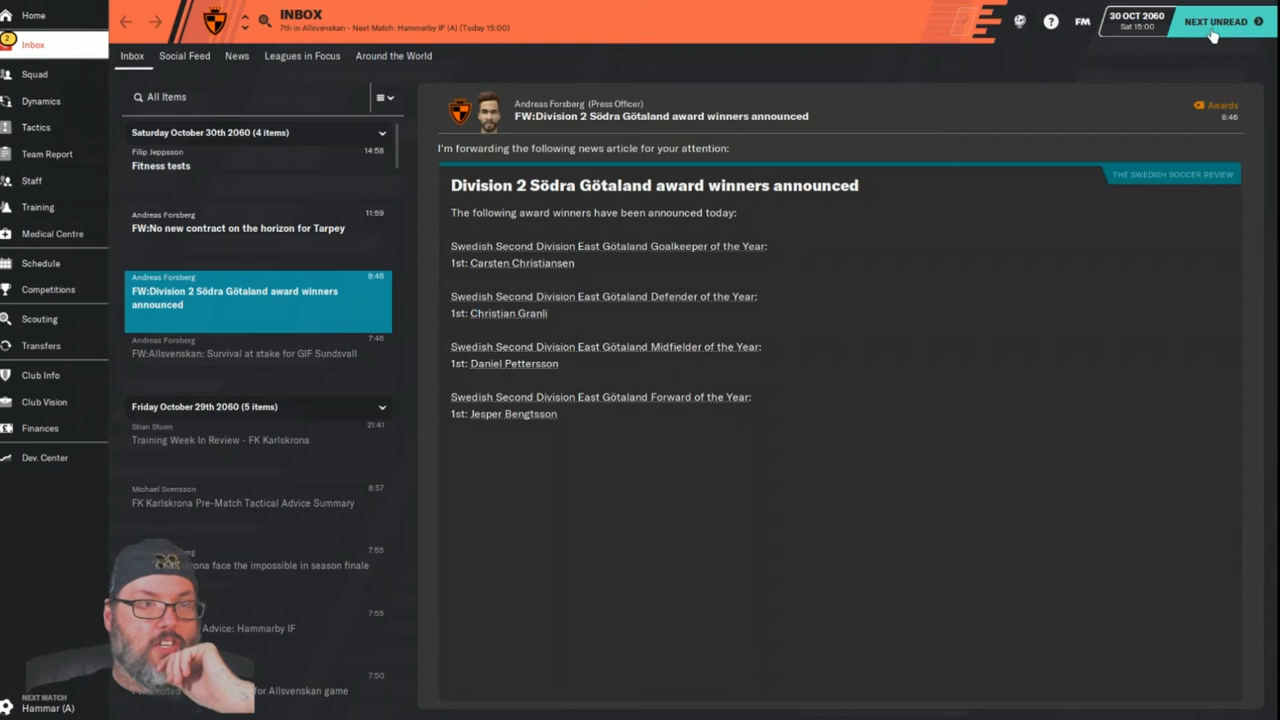 Home
INBOX
7th in Allsvenskan - Next Match: Hammarby IF (A) (Today 15:00)
FM
30 OCT 2060
Sat 15:00
NEXT UNREAD
2
Inbox
Squad
Dynamics
Tactics
Team Report
Staff
Training
Medical Centre
Schedule
Competitions
Scouting
Transfers
Club Info
Club Vision
Finances
Dev. Center
NEXT MATCH
Hammar (A)
Inbox
Social Feed
News
Leagues in Focus
Around the World
All Items
Saturday October 30th 2060 (4 items)
Filip Jeppsson 14:58
Fitness tests
Andreas Forsberg 11:59
FW:No new contract on the horizon for Tarpey
Andreas Forsberg 8:46
FW:Division 2 Södra Götaland award winners
announced
Andreas Forsberg 7:46
FW:Allsvenskan: Survival at stake for GIF Sundsvall
Friday October 29th 2060 (5 items)
Stian Stuen 21:41
Training Week In Review - FK Karlskrona
Michael Svensson 8:57
FK Karlskrona Pre-Match Tactical Advice Summary
7:55
rona face the impossible in season finale
7:55
Advice: Hammarby IF
7:50
for Allsvenskan game
Andreas Forsberg (Press Officer)
FW:Division 2 Södra Götaland award winners announced
Awards
8:46
I'm forwarding the following news article for your attention:
THE SWEDISH SOCCER REVIEW
Division 2 Södra Götaland award winners announced
The following award winners have been announced today:
Swedish Second Division East Götaland Goalkeeper of the Year:
1st: Carsten Christiansen
Swedish Second Division East Götaland Defender of the Year:
1st: Christian Granli
Swedish Second Division East Götaland Midfielder of the Year:
1st: Daniel Pettersson
Swedish Second Division East Götaland Forward of the Year:
1st: Jesper Bengtsson